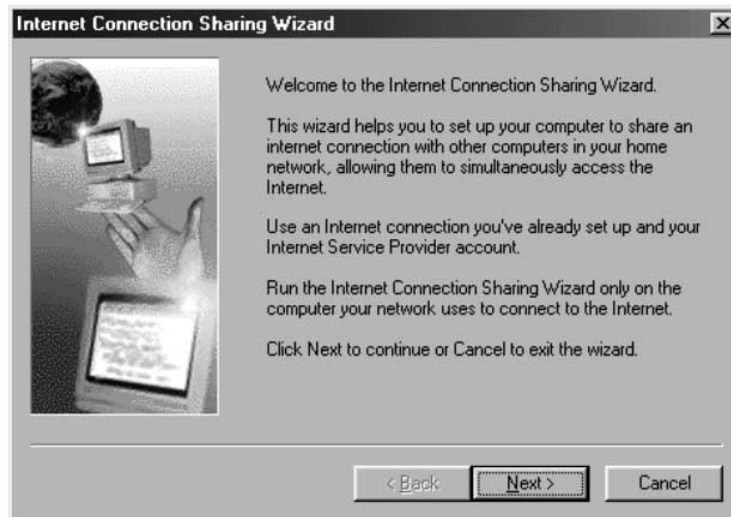 Internet Connection Sharing Wizard
Welcome to the Internet Connection Sharing Wizard.
This wizard helps you to set up your computer to share an
internet connection with other computers in your home
network, allowing them to simultaneously access the
Internet.
Use an Internet connection you've already set up and your
Internet Service Provider account.
Run the Internet Connection Sharing Wizard only on the
computer your network uses to connect to the Internet.
Click Next to continue or Cancel to exit the wizard.
< Back
Next >
Cancel